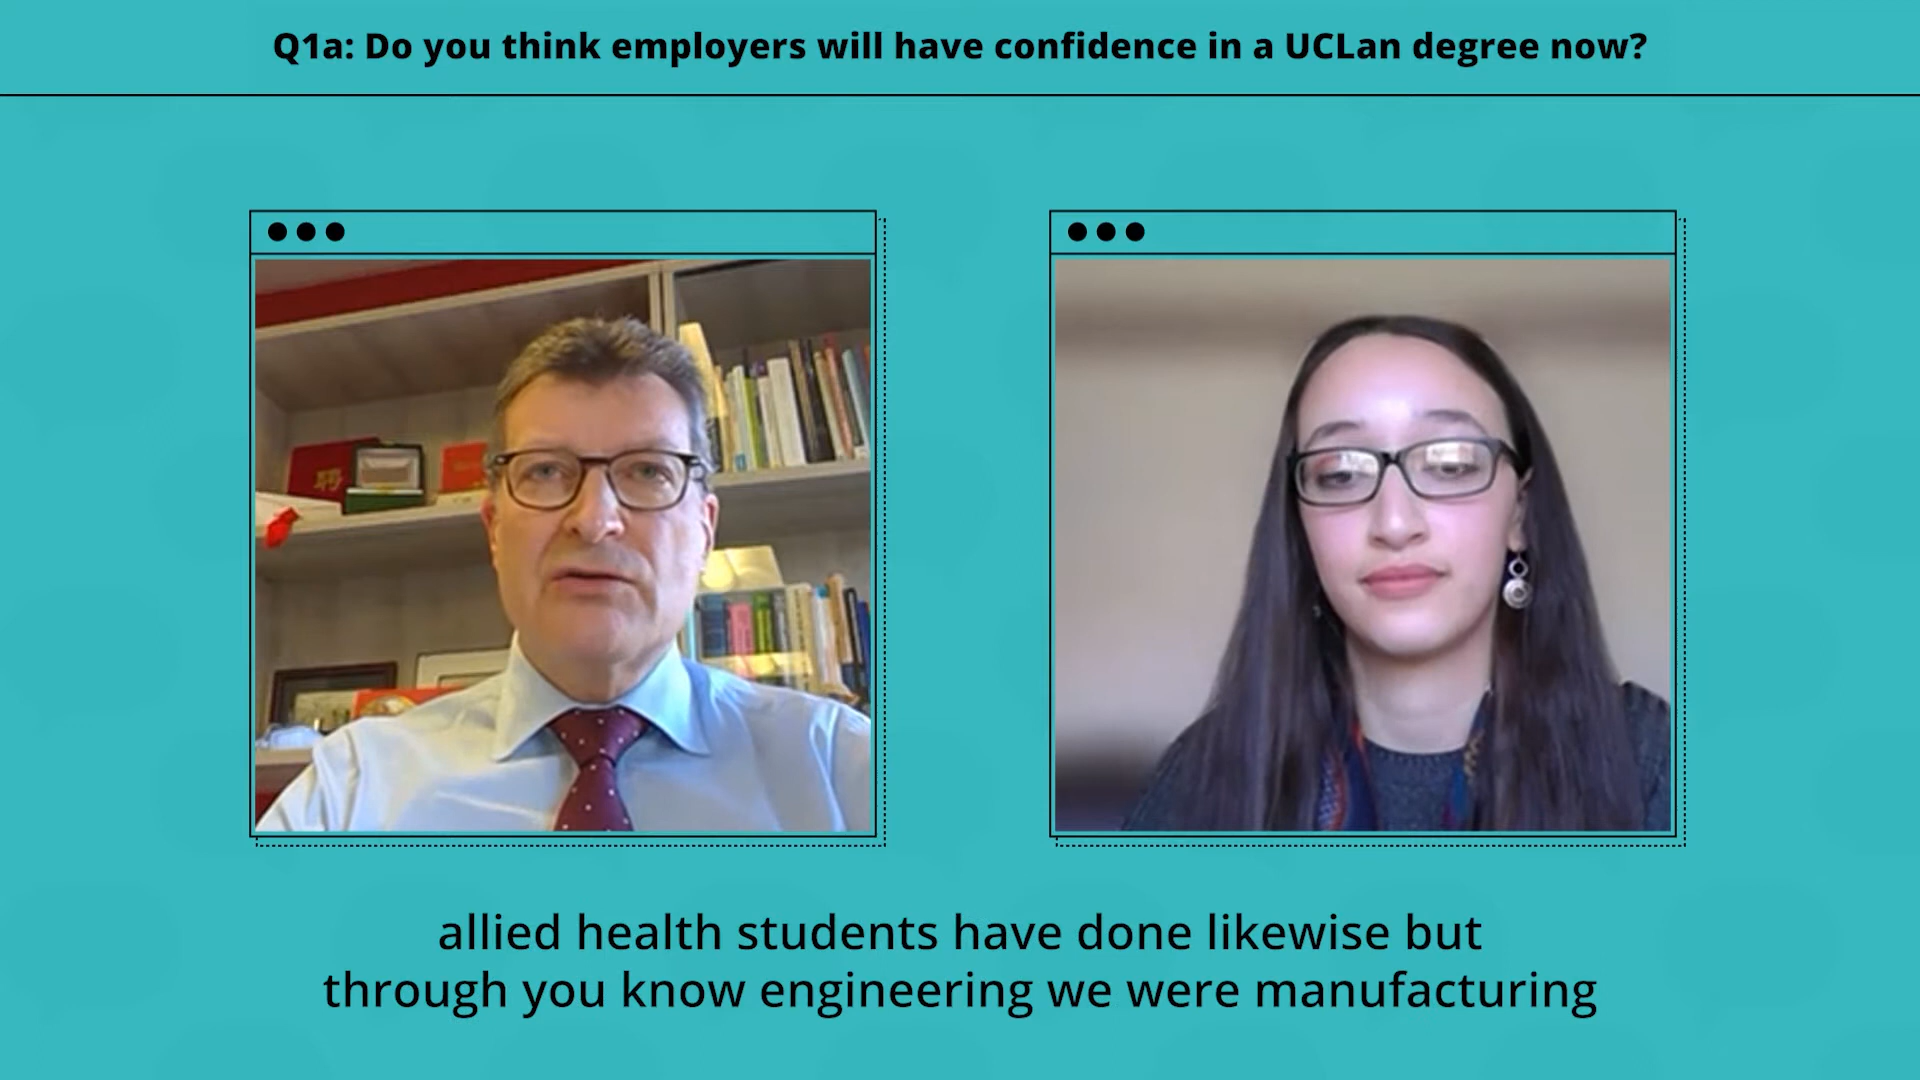 Q1a: Do you think employers will have confidence in a UCLan degree now?
allied health students have done likewise but
through you know engineering we were manufacturing